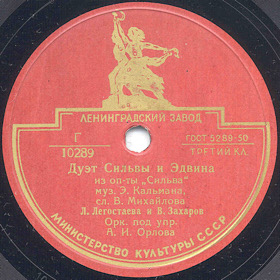 ЛЕНИНГРАДСКИЙ ЗАВОД
Г
10289
ГОСТ 5289-50
ТРЕТИЙ КЛ.
Дуэт Сильвы и Эдвина
из оп-ты „Сильва"
муз. Э. Кальмана,
сл. В. Михайлова
Л. Легостаева и В. Захаров
Орк. под упр.
А. И. Орлова
МИНИСТЕРСТВО КУЛЬТУРЫ СССР